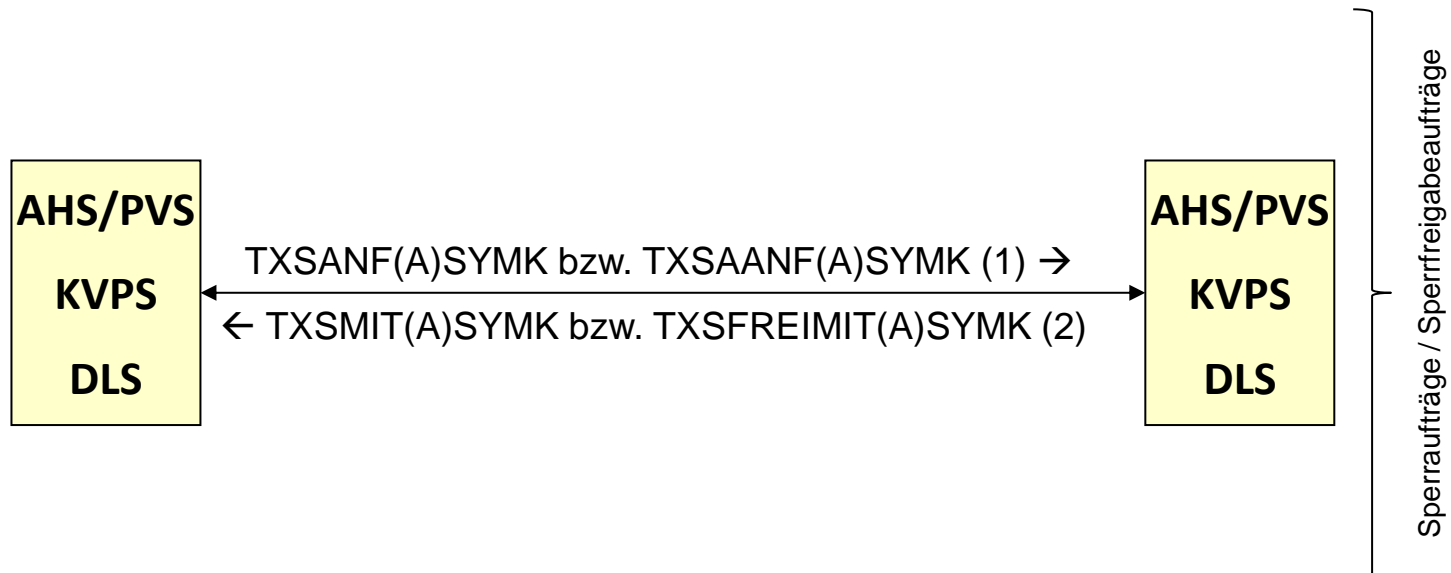 AHS/PVS
KVPS
DLS
TXSANF(A)SYMK bzw. TXSAANF(A)SYMK (1) →
← TXSMIT(A)SYMK bzw. TXSFREIMIT(A)SYMK (2)
AHS/PVS
KVPS
DLS
Sperraufträge / Sperrfreigabeaufträge